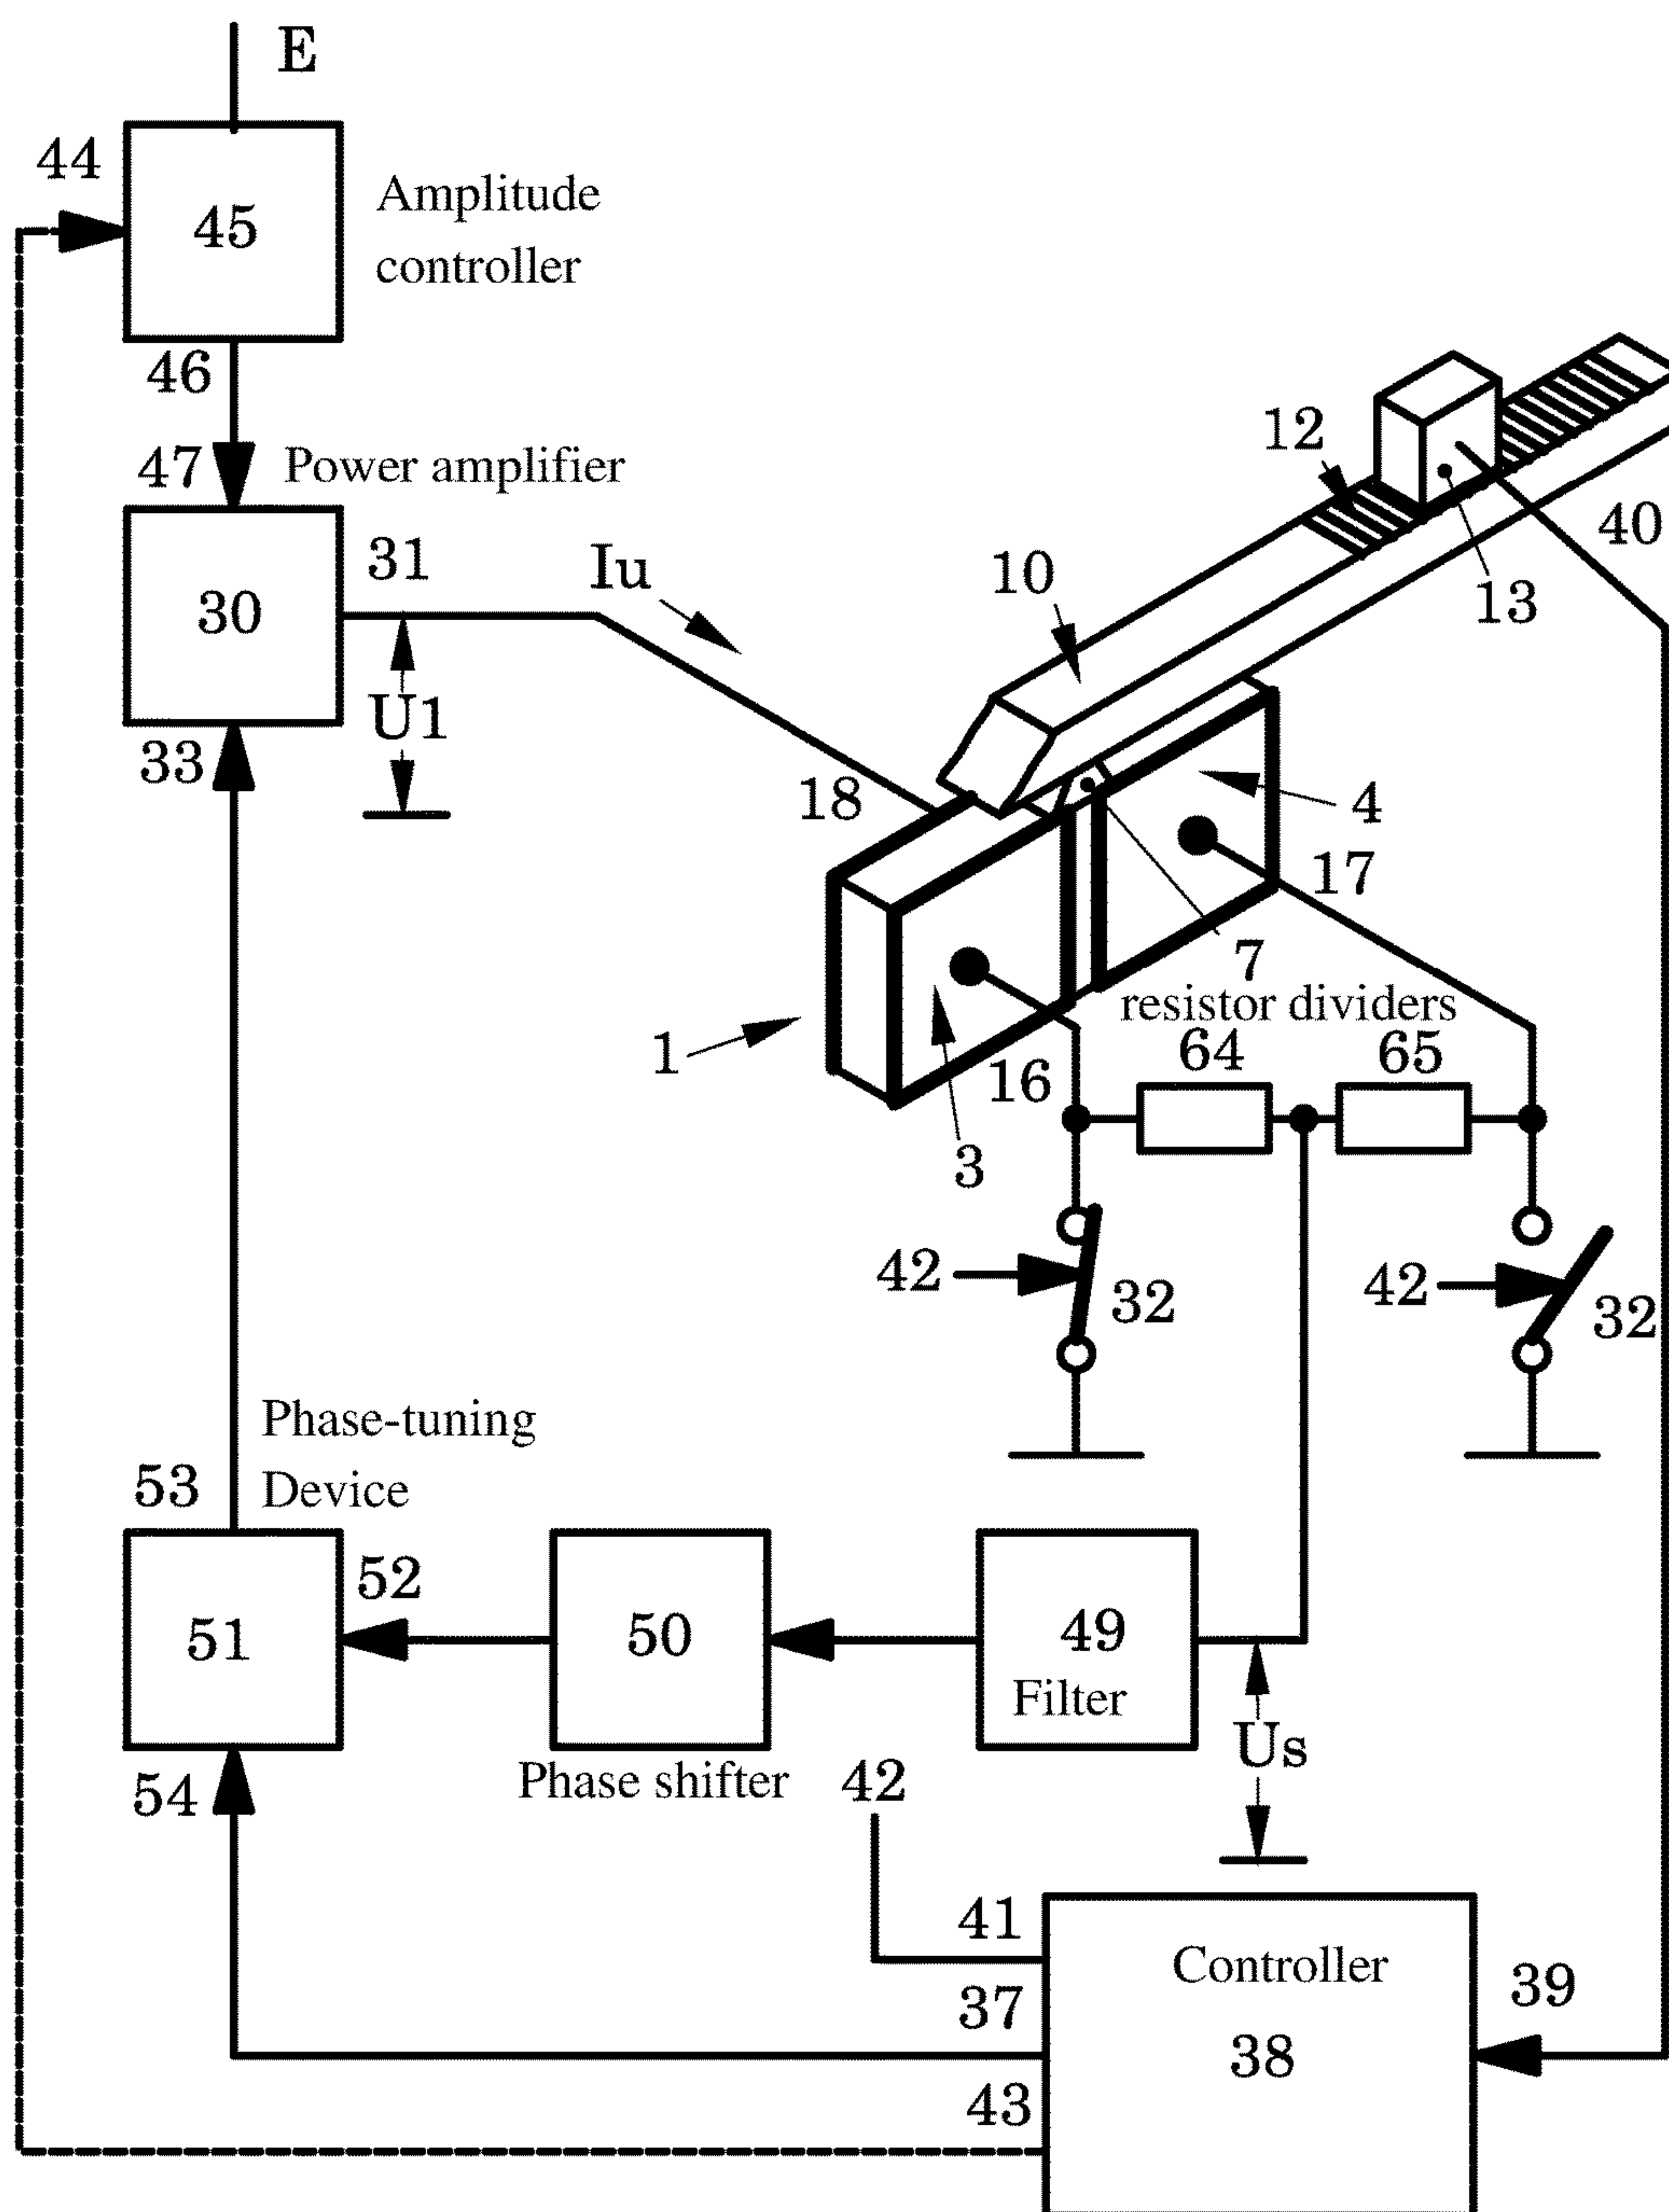 E
44
45
Amplitude
controller
46
47
Power amplifier
30
31
Iu
U1
33
18
10
12
40
13
4
17
7
1
16
3
resistor dividers
64
65
42
32
42
32
Phase-tuning
Device
53
51
52
50
49
Filter
Phase shifter
Us
54
42
41
Controller
37
38
39
43